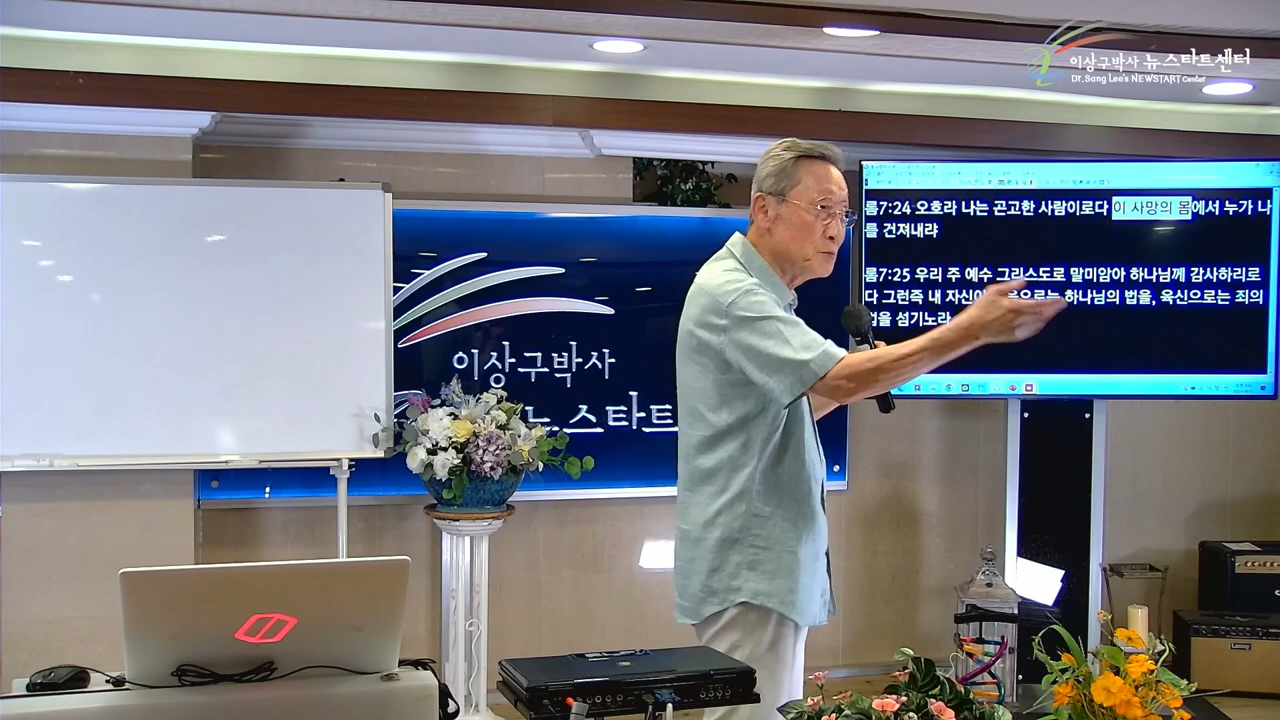 이상구박사 뉴스타트센터
Dr. Sang Lee's NEWSTART Center
롬7:24 오호라 나는 곤고한 사람이로다 이 사망의 몸에서 누가 나
를 건져내랴
롬7:25 우리 주 예수 그리스도로 말미암아 하나님께 감사하리로
다 그런즉 내 자신이 하나님의 법을, 육신으로는 죄의
법을 섬기노라
이상구박사
뉴스타트